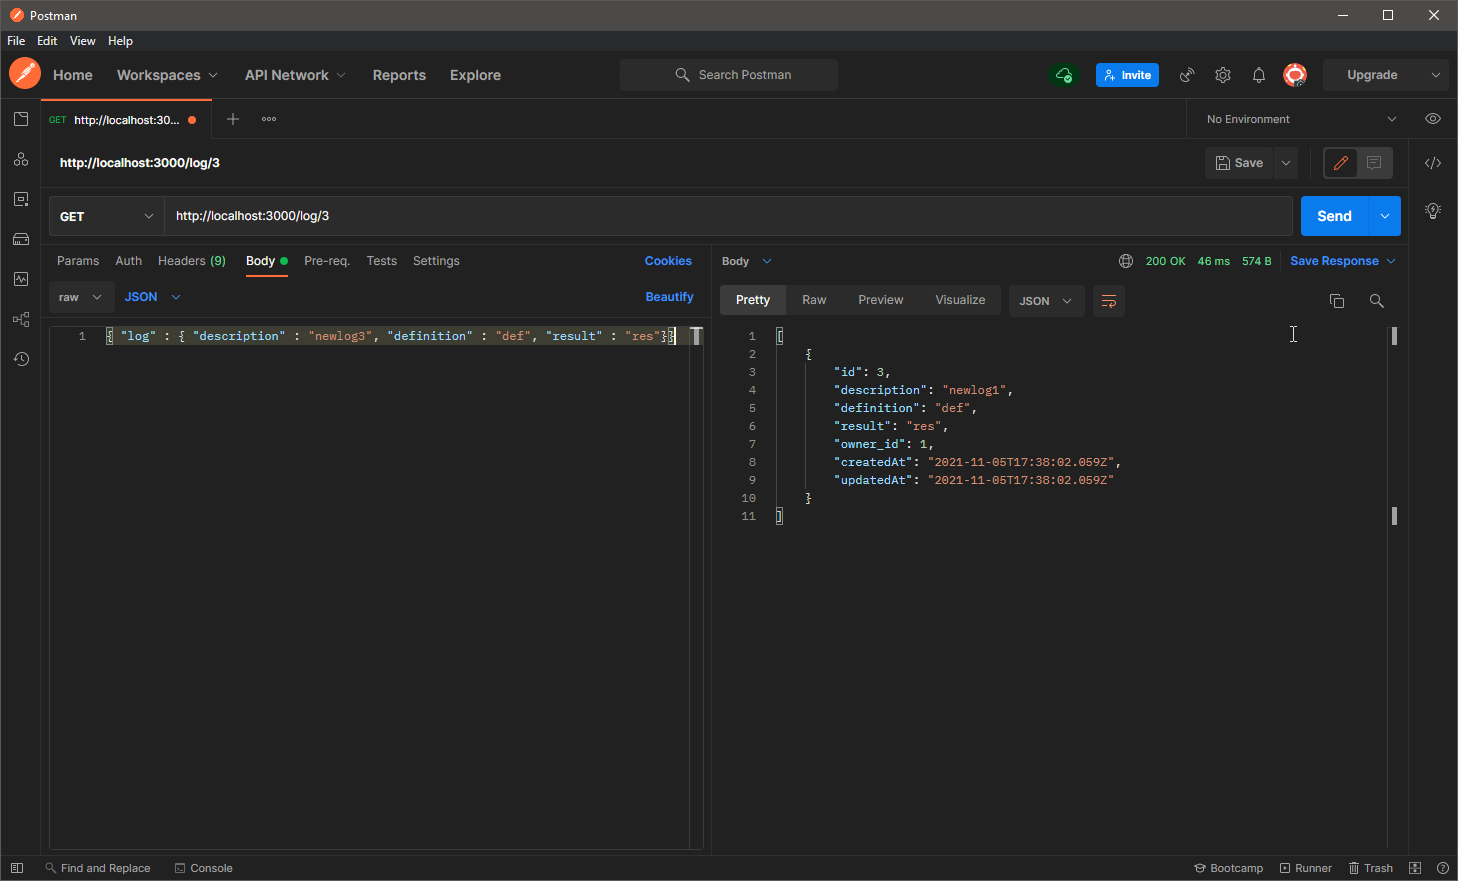 Postman
File Edit View Help
Home Workspaces API Network Reports Explore Search Postman Invite Upgrade
GET http://localhost:30... No Environment
http://localhost:3000/log/3 Save
GET http://localhost:3000/log/3 Send
Params Auth Headers (9) Body Pre-req. Tests Settings Cookies
Body 200 OK 46 ms 574 B Save Response
raw JSON Beautify
Pretty Raw Preview Visualize JSON
1 { "log" : { "description" : "newlog3", "definition" : "def", "result" : "res"}}
1 [
2 {
3 "id": 3,
4 "description": "newlog1",
5 "definition": "def",
6 "result": "res",
7 "owner_id": 1,
8 "createdAt": "2021-11-05T17:38:02.059Z",
9 "updatedAt": "2021-11-05T17:38:02.059Z"
10 }
11 ]
Find and Replace Console Bootcamp Runner Trash